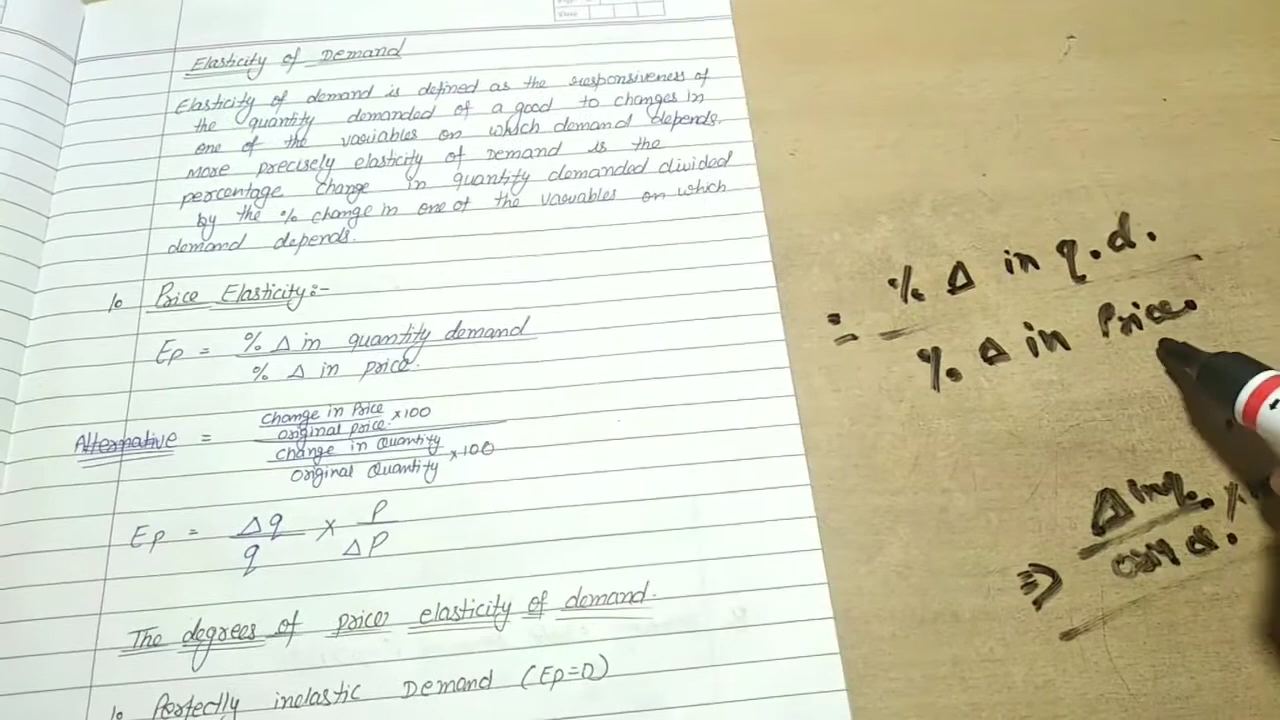 Date
Elasticity of Demand
Elasticity of demand is defined as the responsiveness of
the quantity demanded of a good to changes in
one of the variables on which demand depends.
More precisely elasticity of Demand is the
percentage change in quantity demanded divided
by the % change in one of the variables on which
demand depends.
1. Price Elasticity:-
Ep = % Δ in quantity demand
% Δ in price.
Alternative = Change in Price × 100
original price.
change in Quantity × 100
original Quantity
Ep = Δq × P
q ΔP
The degrees of price elasticity of demand.
1. Perfectly inelastic Demand (Ep=0)
= % Δ in q.d.
% Δ in Price.
⇒ Δ in q.